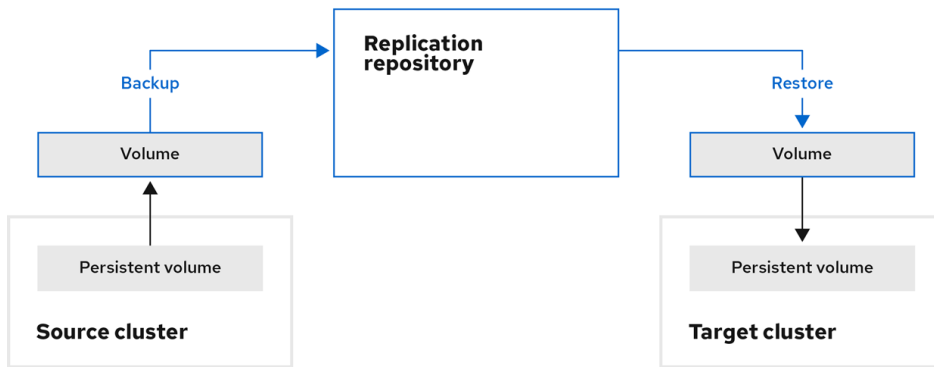 Replication
repository
Backup
Restore
Volume
Volume
Persistent volume
Persistent volume
Source cluster
Target cluster